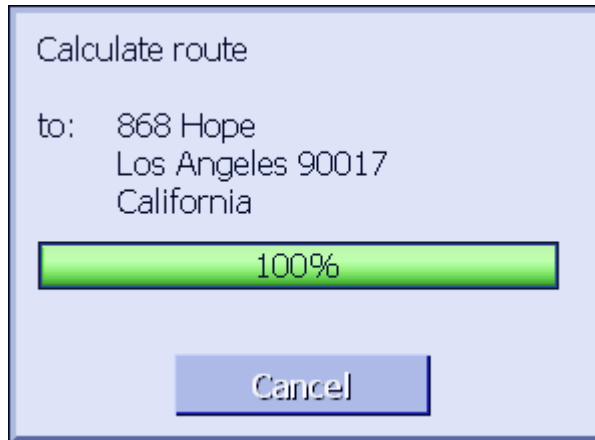 Calculate route
to: 868 Hope
Los Angeles 90017
California
100%
Cancel